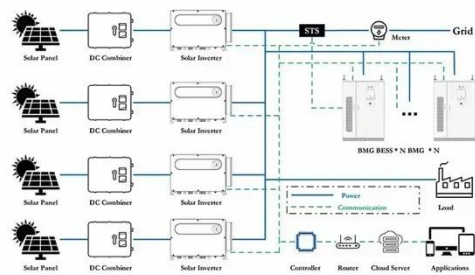 STS
Meter
Grid
Solar Panel
DC Combiner
Solar Inverter
Solar Panel
DC Combiner
Solar Inverter
BMG BESS * N BMG * N
Solar Panel
DC Combiner
Solar Inverter
Power
Communication
Load
Solar Panel
DC Combiner
Solar Inverter
Controller
Router
Cloud Server
Application